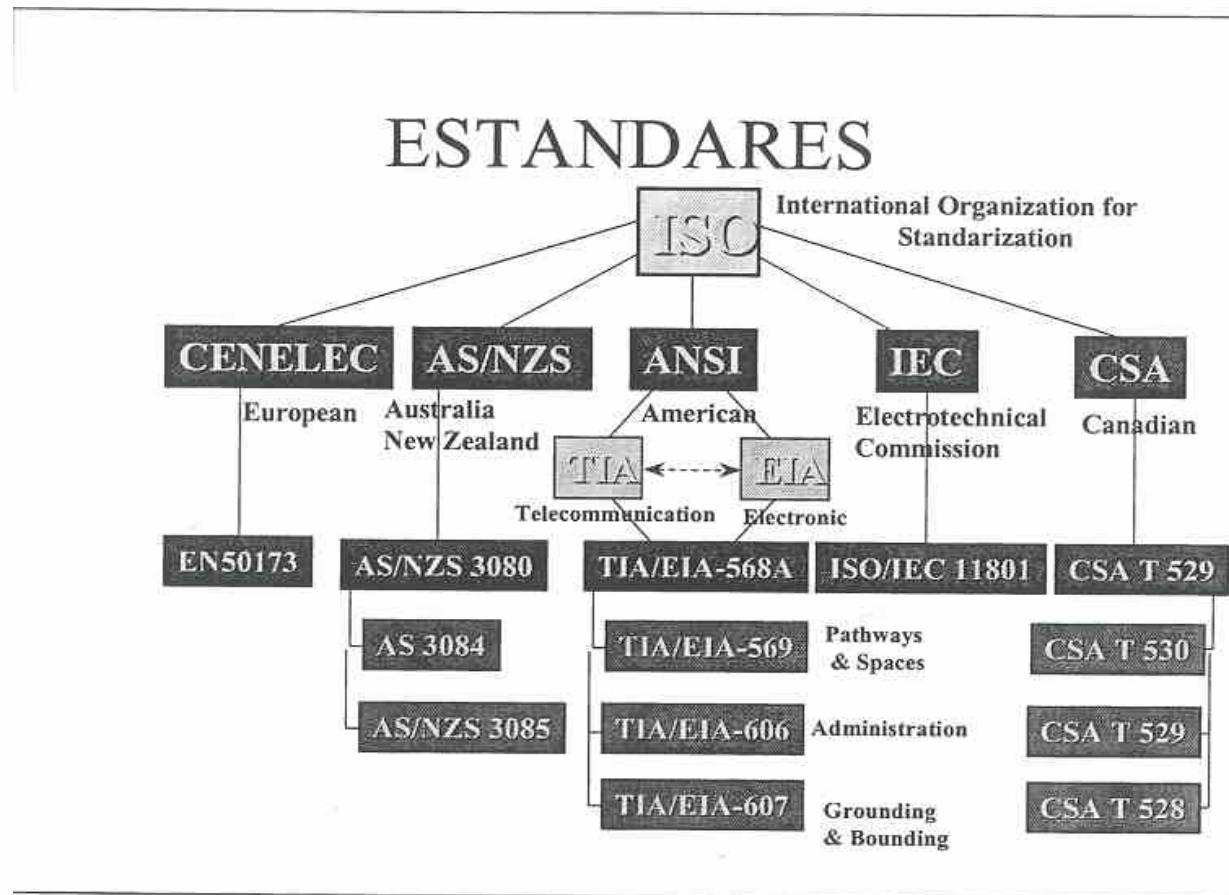 ESTANDARES
ISO
International Organization for
Standarization
CENELEC
AS/NZS
ANSI
IEC
CSA
European
Australia
New Zealand
American
Electrotechnical
Commission
Canadian
TIA
EIA
Telecommunication
Electronic
EN50173
AS/NZS 3080
TIA/EIA-568A
ISO/IEC 11801
CSA T 529
AS 3084
TIA/EIA-569
Pathways
& Spaces
CSA T 530
AS/NZS 3085
TIA/EIA-606
Administration
CSA T 529
TIA/EIA-607
Grounding
& Bounding
CSA T 528